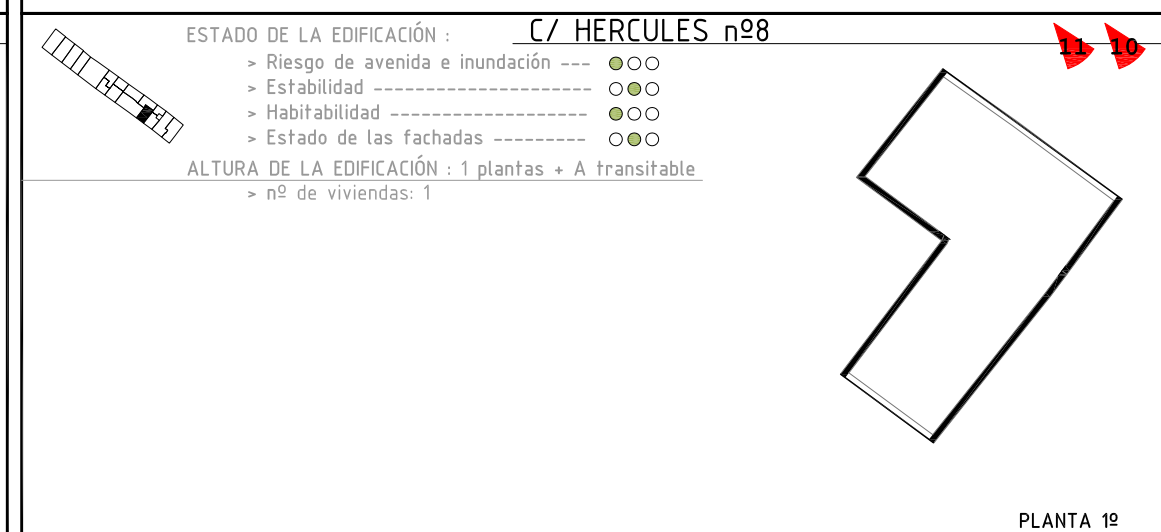 C/ HERCULES nº8
ESTADO DE LA EDIFICACIÓN :
> Riesgo de avenida e inundación ---
> Estabilidad --------------------
> Habitabilidad ------------------
> Estado de las fachadas ---------
ALTURA DE LA EDIFICACIÓN : 1 plantas + A transitable
> nº de viviendas: 1
11 10
PLANTA 1º